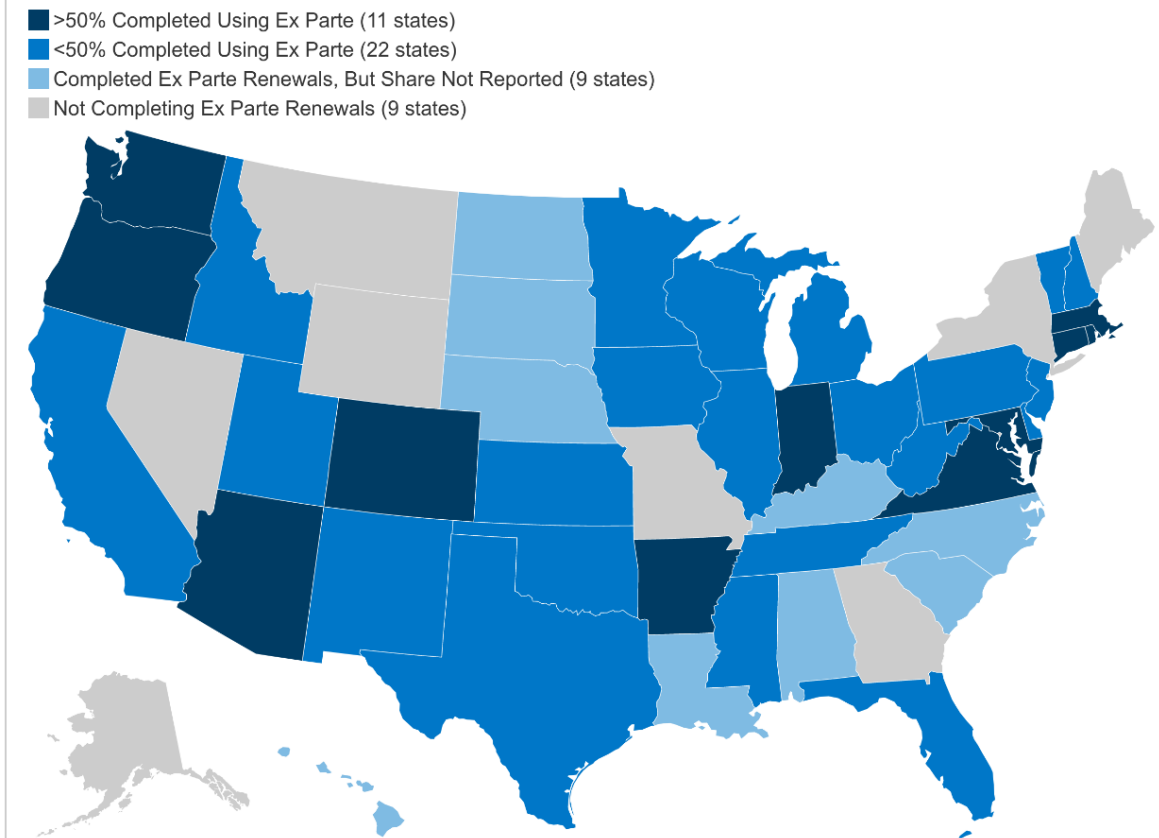 >50% Completed Using Ex Parte (11 states)
<50% Completed Using Ex Parte (22 states)
Completed Ex Parte Renewals, But Share Not Reported (9 states)
Not Completing Ex Parte Renewals (9 states)